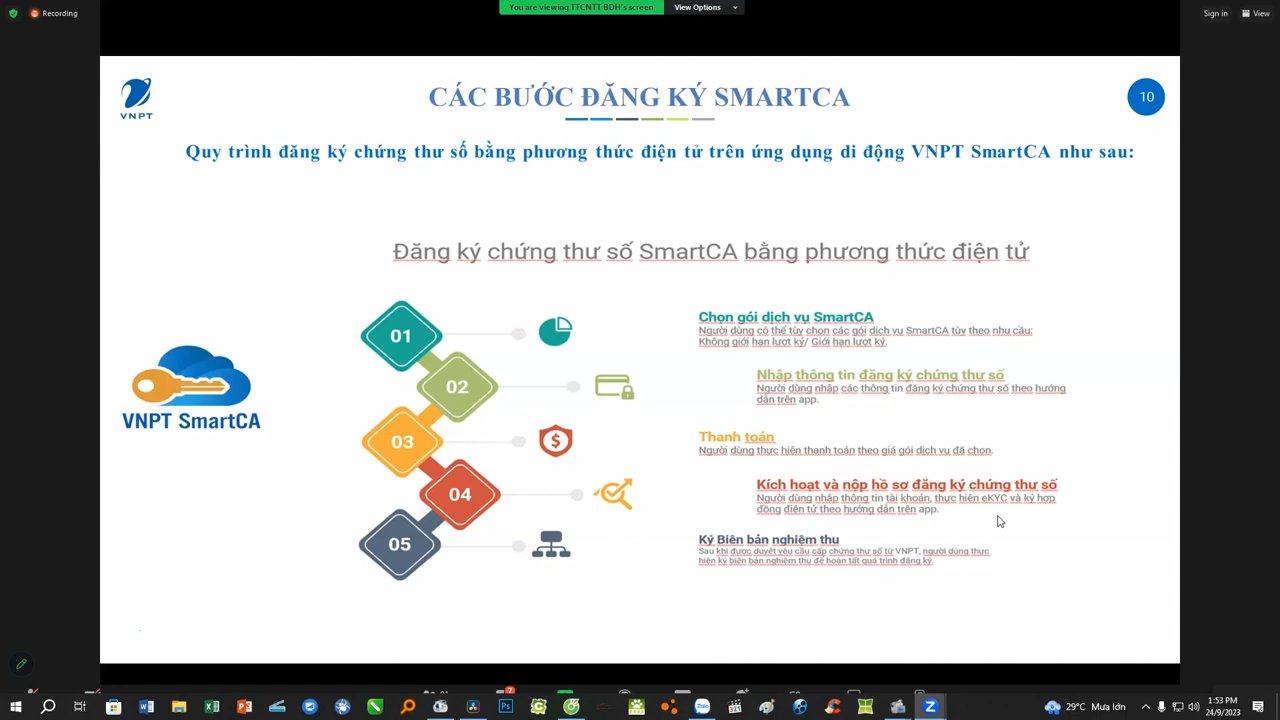 Recording
You are viewing TTCNTT BDH's screen
View Options
Sign in
View
VNPT
CÁC BƯỚC ĐĂNG KÝ SMARTCA
10
Quy trình đăng ký chứng thư số bằng phương thức điện tử trên ứng dụng di động VNPT SmartCA như sau:
Đăng ký chứng thư số SmartCA bằng phương thức điện tử
VNPT SmartCA
01
Chọn gói dịch vụ SmartCA
Người dùng có thể tùy chọn các gói dịch vụ SmartCA tùy theo nhu cầu:
Không giới hạn lượt ký/ Giới hạn lượt ký.
02
Nhập thông tin đăng ký chứng thư số
Người dùng nhập các thông tin đăng ký chứng thư số theo hướng
dẫn trên app.
03
Thanh toán
Người dùng thực hiện thanh toán theo giá gói dịch vụ đã chọn.
04
Kích hoạt và nộp hồ sơ đăng ký chứng thư số
Người dùng nhập thông tin tài khoản, thực hiện eKYC và ký hợp
đồng điện tử theo hướng dẫn trên app.
05
Ký Biên bản nghiệm thu
Sau khi được duyệt yêu cầu cấp chứng thư số từ VNPT, người dùng thực
hiện ký biên bản nghiệm thu để hoàn tất quá trình đăng ký.
7
29°C Mưa lớn
1:53 PM
24/9/2023